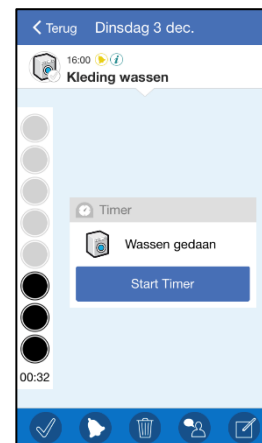 Terug Dinsdag 3 dec.
16:00 i
Kleding wassen
Timer
Wassen gedaan
Start Timer
00:32